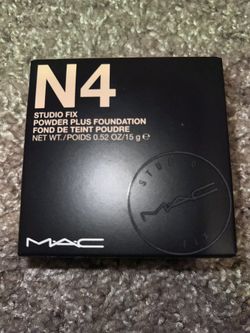 N4
STUDIO FIX
POWDER PLUS FOUNDATION
FOND DE TEINT POUDRE
NET WT./POIDS 0.52 OZ/15 g ℮
STUDIO
FIX
MAC